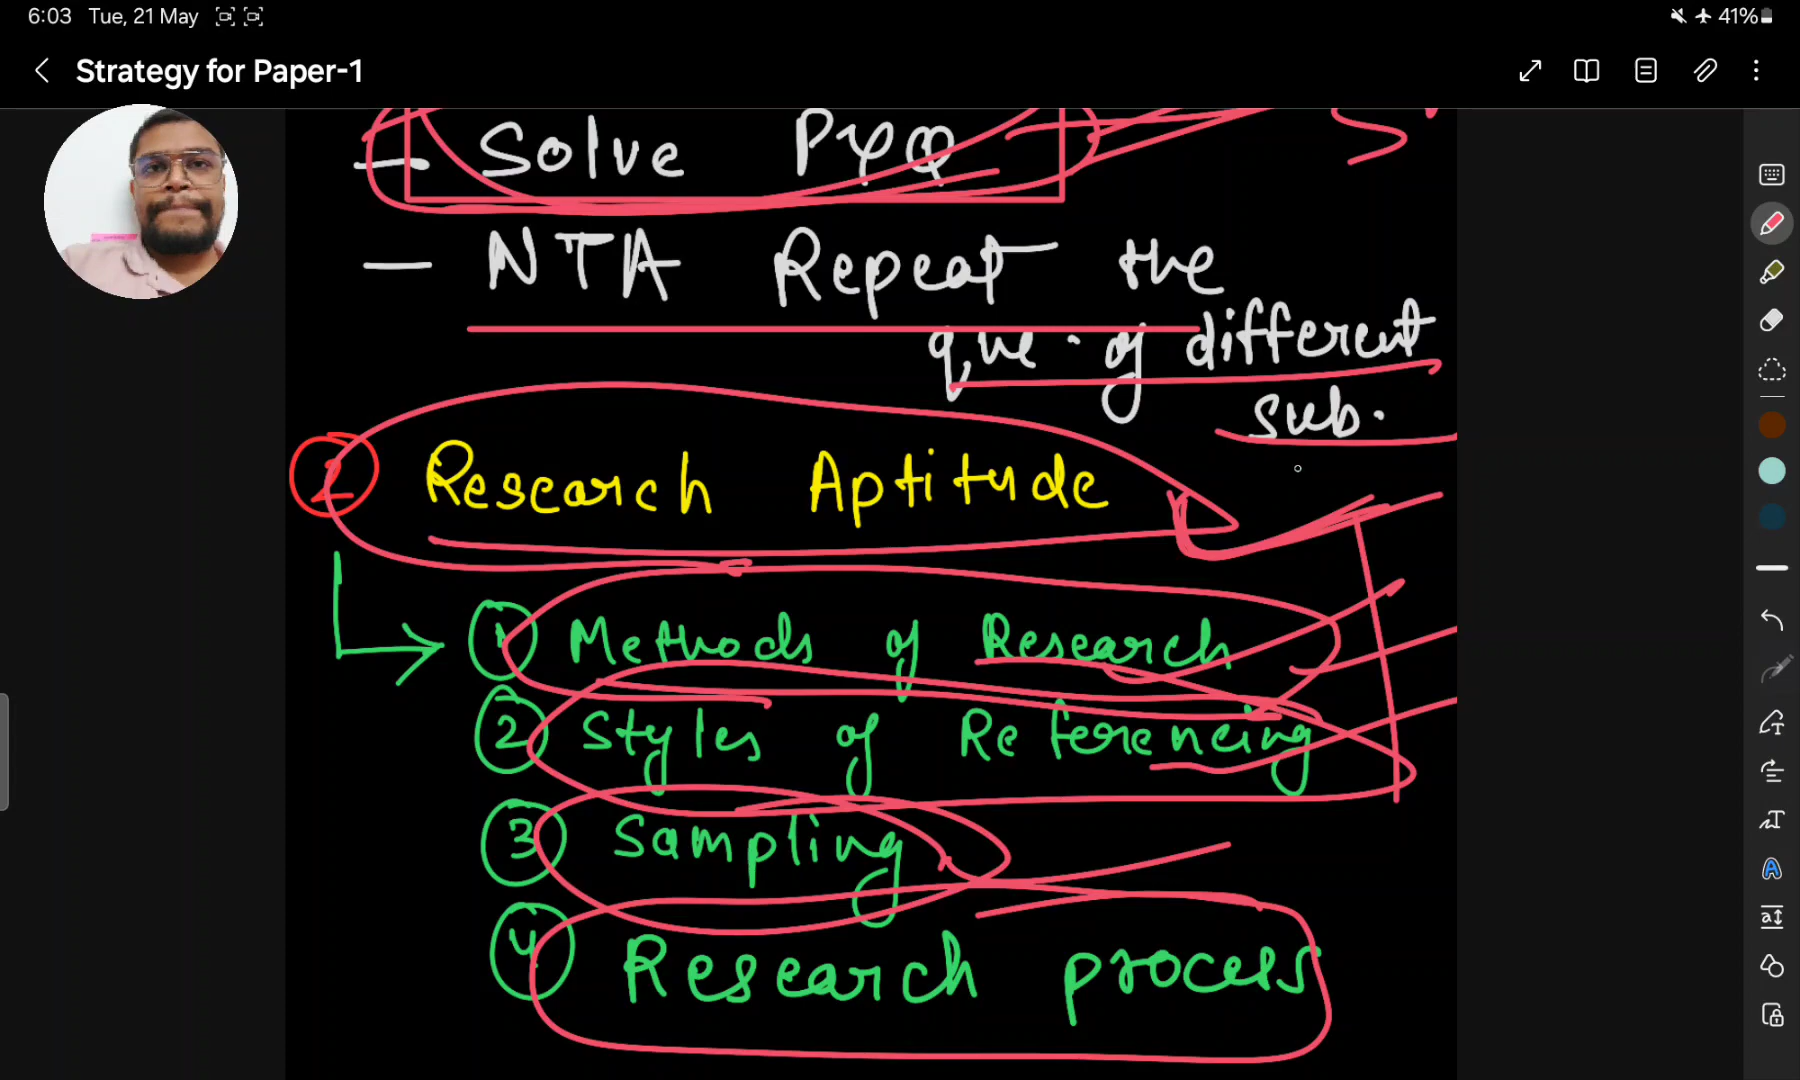 6:03 Tue, 21 May 41%
Strategy for Paper-1
— Solve PYQ
— NTA Repeat the
que. of different
sub.
2 Research Aptitude
1 Methods of Research
2 Styles of Referencing
3 Sampling
4 Research process